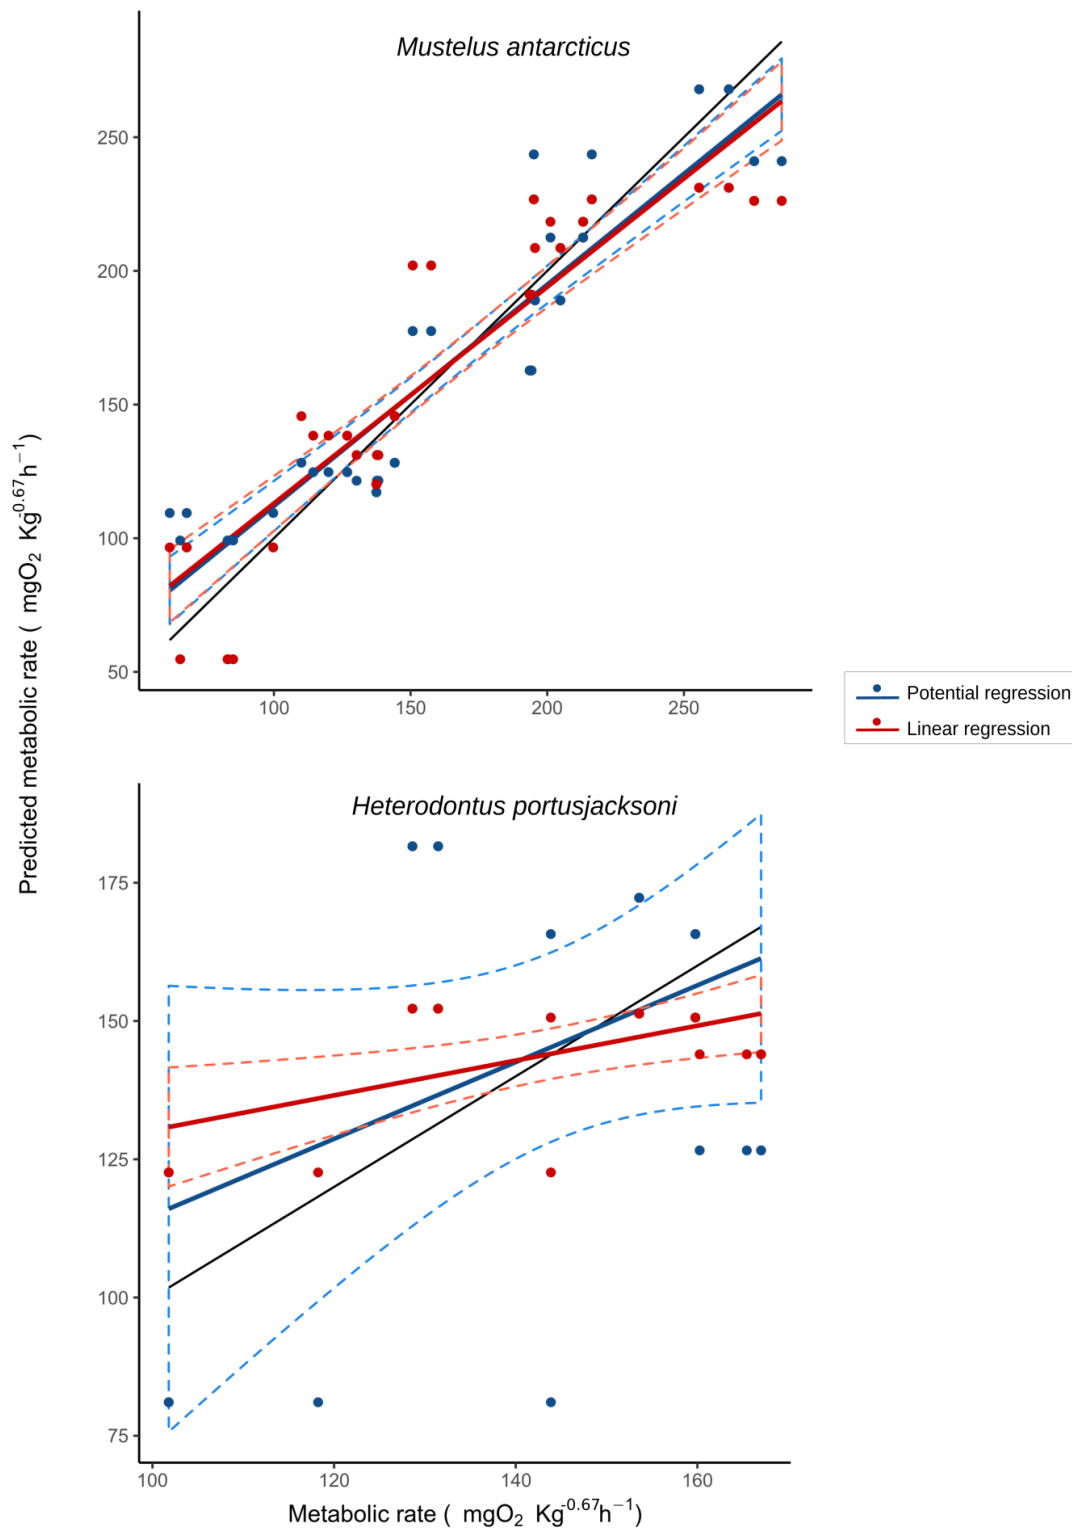 Mustelus antarcticus
250
200
150
100
50
100 150 200 250
Predicted metabolic rate ( mgO₂ Kg⁻⁰·⁶⁷h⁻¹)
Potential regression
Linear regression
Heterodontus portusjacksoni
175
150
125
100
75
100 120 140 160
Metabolic rate ( mgO₂ Kg⁻⁰·⁶⁷h⁻¹)